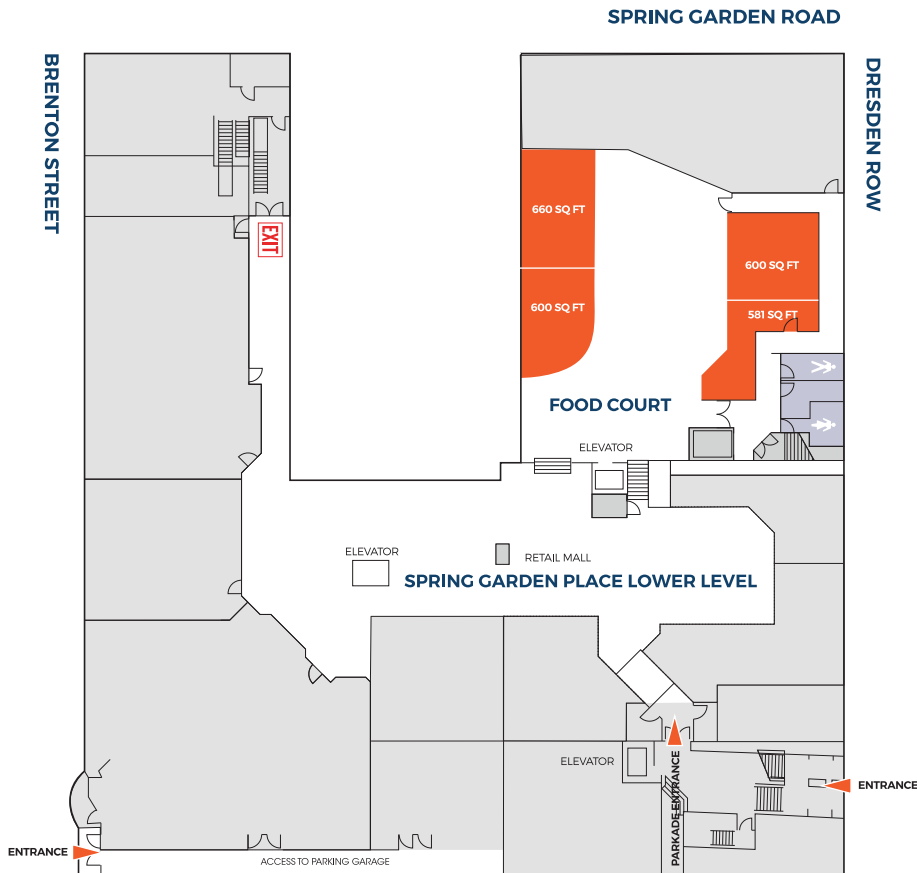 SPRING GARDEN ROAD
BRENTON STREET
DRESDEN ROW
660 SQ FT
EXIT
600 SQ FT
600 SQ FT
581 SQ FT
FOOD COURT
ELEVATOR
ELEVATOR
RETAIL MALL
SPRING GARDEN PLACE LOWER LEVEL
ELEVATOR
PARKADE ENTRANCE
ENTRANCE
ENTRANCE
ACCESS TO PARKING GARAGE